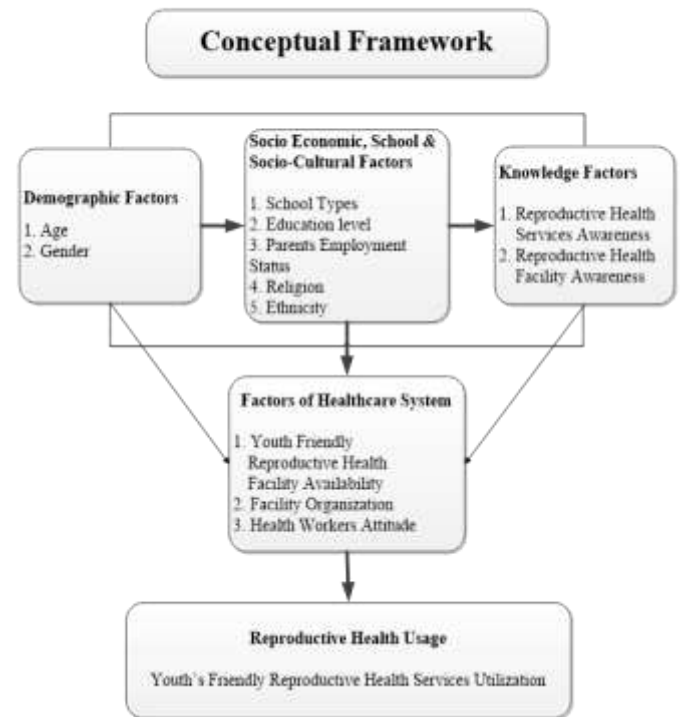 Conceptual Framework
Demographic Factors
1. Age
2. Gender
Socio Economic, School &
Socio-Cultural Factors
1. School Types
2. Education level
3. Parents Employment
Status
4. Religion
5. Ethnicity
Knowledge Factors
1. Reproductive Health
Services Awareness
2. Reproductive Health
Facility Awareness
Factors of Healthcare System
1. Youth Friendly
Reproductive Health
Facility Availability
2. Facility Organization
3. Health Workers Attitude
Reproductive Health Usage
Youth's Friendly Reproductive Health Services Utilization